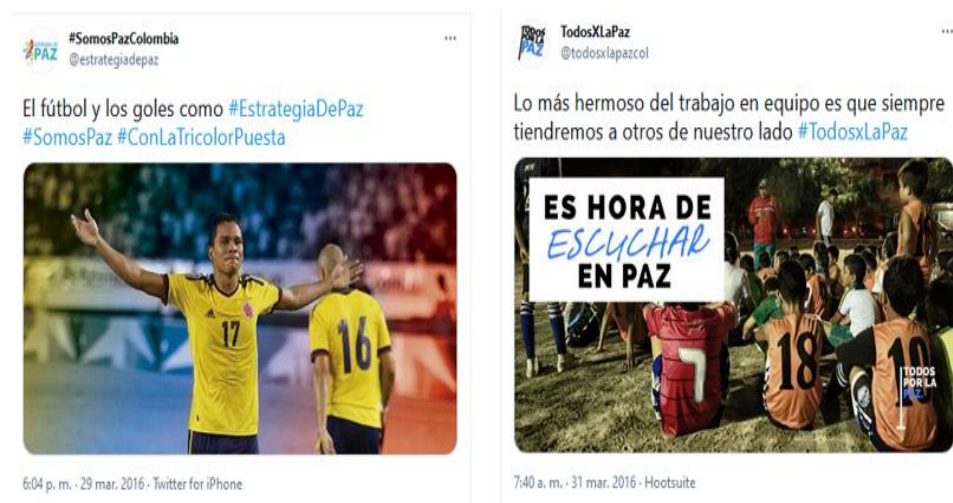 #SomosPazColombia
@estrategiadepaz
El fútbol y los goles como #EstrategiaDePaz
#SomosPaz #ConLaTricolorPuesta
17
16
6:04 p. m. · 29 mar. 2016 · Twitter for iPhone
TodosXLaPaz
@todosxlapazcol
Lo más hermoso del trabajo en equipo es que siempre
tiendremos a otros de nuestro lado #TodosxLaPaz
ES HORA DE
ESCUCHAR
EN PAZ
7
18
10
TODOS
POR LA
PAZ
7:40 a. m. · 31 mar. 2016 · Hootsuite